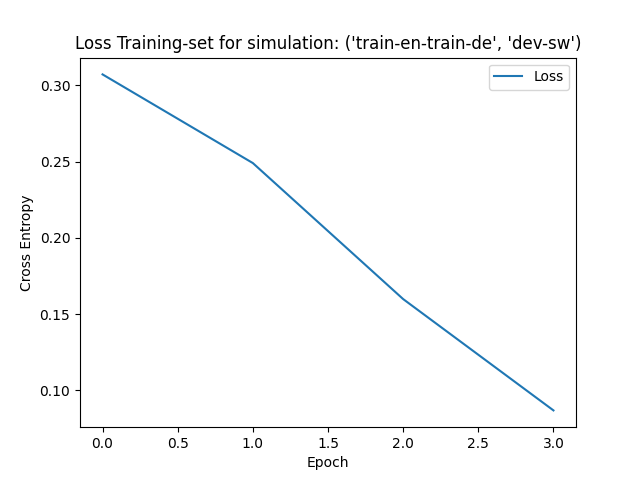 Loss Training-set for simulation: ('train-en-train-de', 'dev-sw')
Loss
0.30
0.25
0.20
0.15
0.10
Cross Entropy
0.0 0.5 1.0 1.5 2.0 2.5 3.0
Epoch